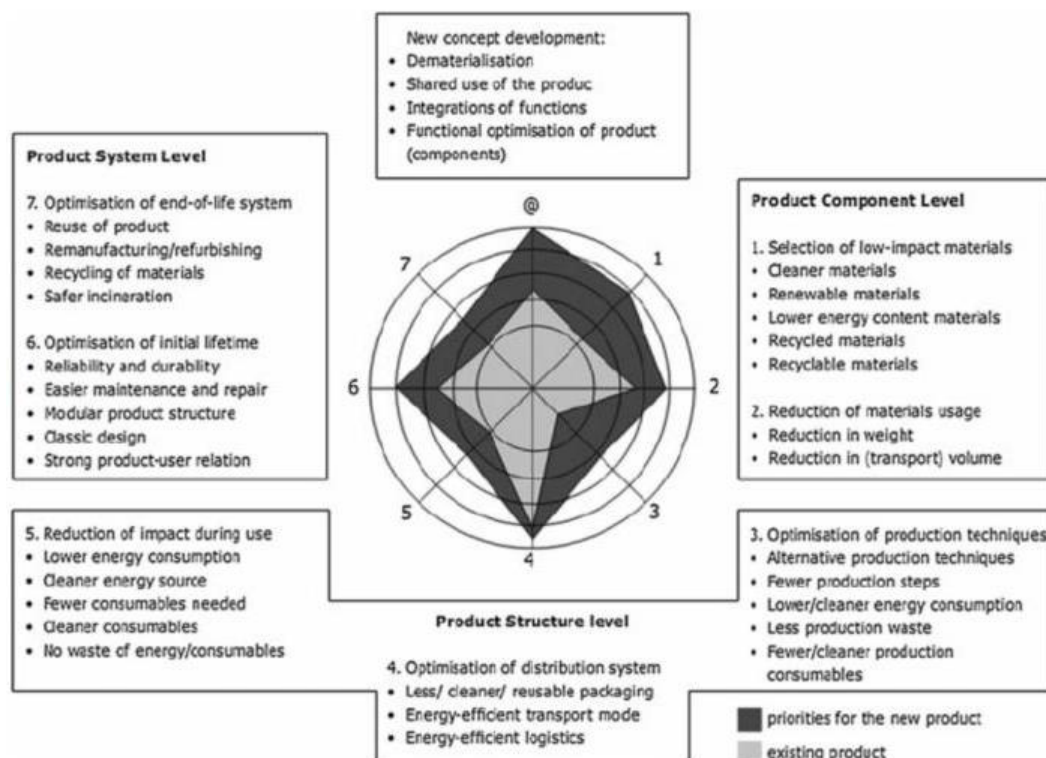 New concept development:
• Dematerialisation
• Shared use of the produc
• Integrations of functions
• Functional optimisation of product
(components)
Product System Level
7. Optimisation of end-of-life system
• Reuse of product
• Remanufacturing/refurbishing
• Recycling of materials
• Safer incineration
6. Optimisation of initial lifetime
• Reliability and durability
• Easier maintenance and repair
• Modular product structure
• Classic design
• Strong product-user relation
@
1
2
3
4
5
6
7
Product Component Level
1. Selection of low-impact materials
• Cleaner materials
• Renewable materials
• Lower energy content materials
• Recycled materials
• Recyclable materials
2. Reduction of materials usage
• Reduction in weight
• Reduction in (transport) volume
5. Reduction of impact during use
• Lower energy consumption
• Cleaner energy source
• Fewer consumables needed
• Cleaner consumables
• No waste of energy/consumables
Product Structure level
4. Optimisation of distribution system
• Less/ cleaner/ reusable packaging
• Energy-efficient transport mode
• Energy-efficient logistics
3. Optimisation of production techniques
• Alternative production techniques
• Fewer production steps
• Lower/cleaner energy consumption
• Less production waste
• Fewer/cleaner production
consumables
priorities for the new product
existing product